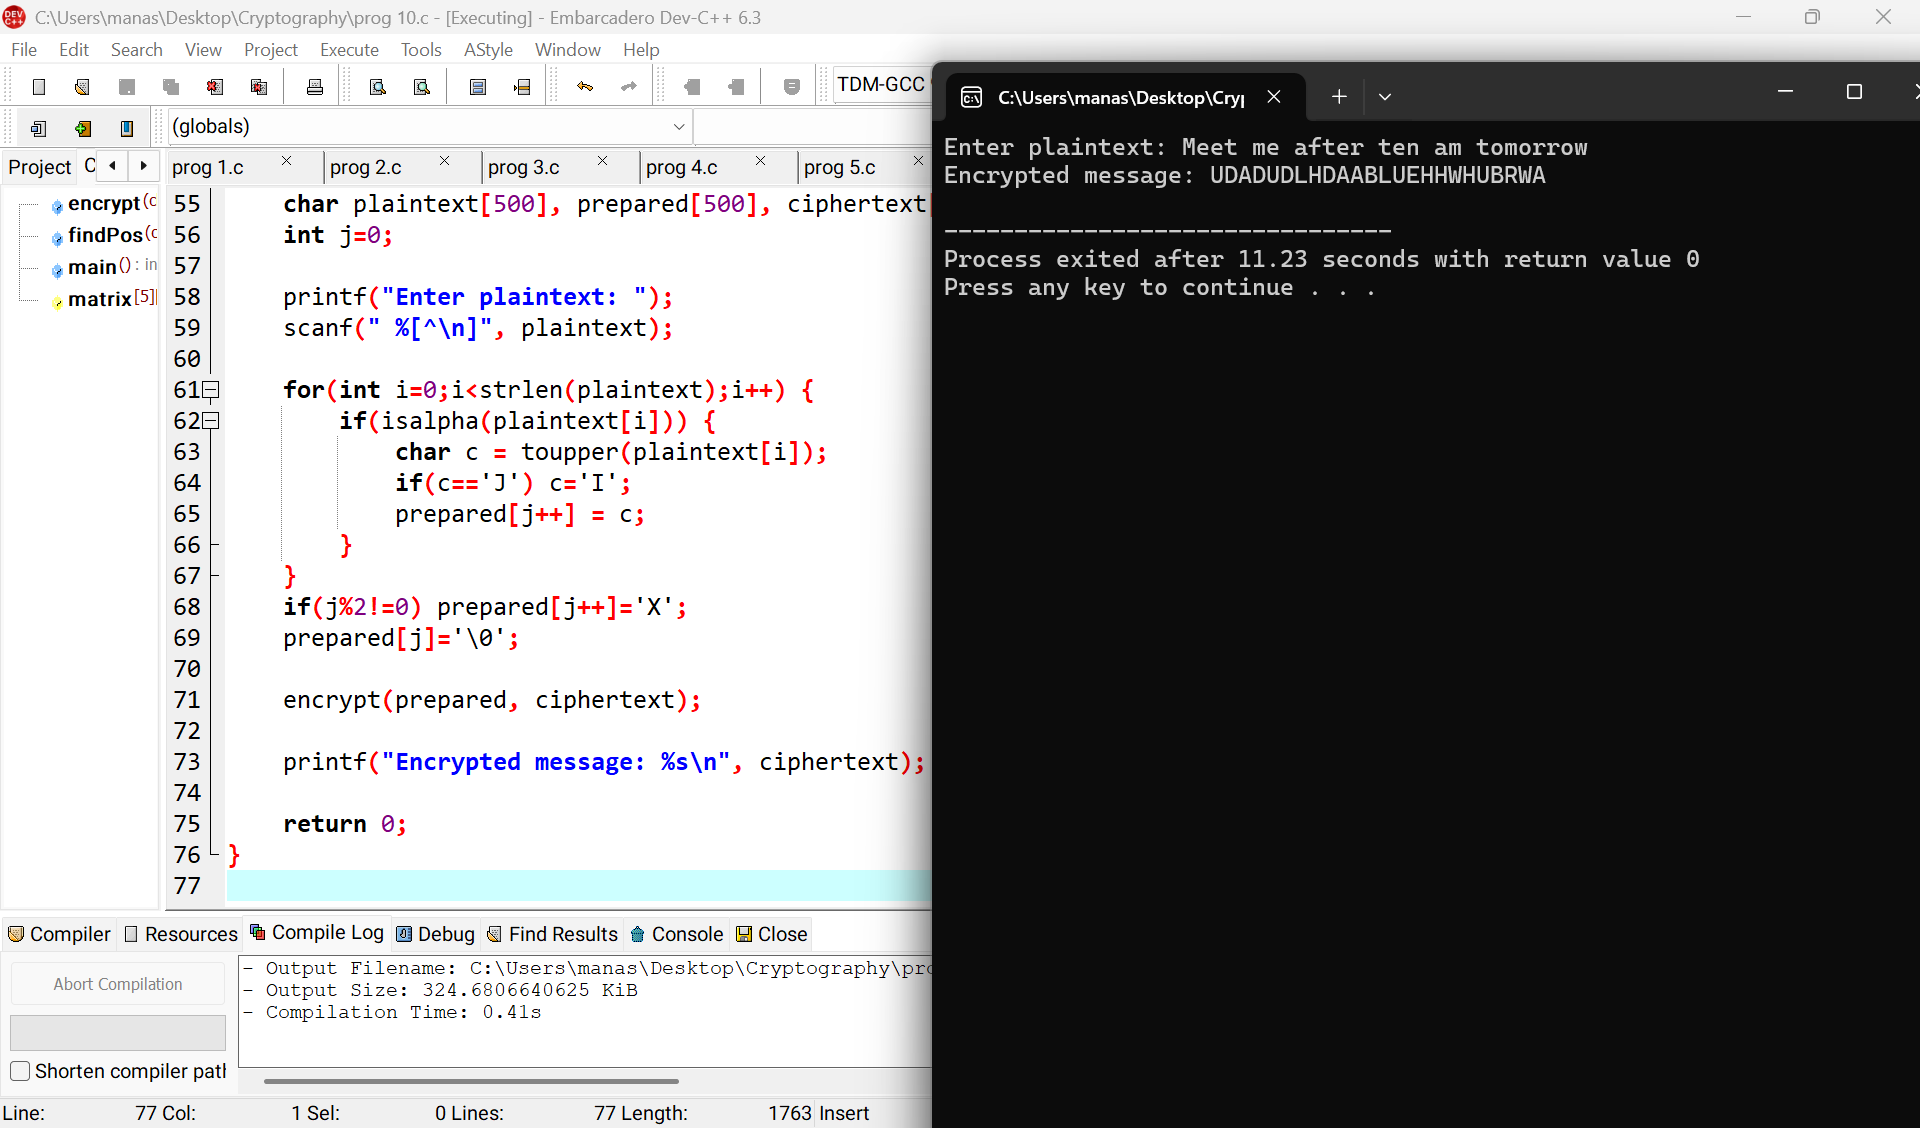 C:\Users\manas\Desktop\Cryptography\prog 10.c - [Executing] - Embarcadero Dev-C++ 6.3
File Edit Search View Project Execute Tools AStyle Window Help
TDM-GCC
(globals)
Project
prog 1.c prog 2.c prog 3.c prog 4.c prog 5.c
encrypt(c
findPos(c
main() : in
matrix[5][
55 char plaintext[500], prepared[500], ciphertext[
56 int j=0;
57
58 printf("Enter plaintext: ");
59 scanf(" %[^\n]", plaintext);
60
61 for(int i=0;i<strlen(plaintext);i++) {
62 if(isalpha(plaintext[i])) {
63 char c = toupper(plaintext[i]);
64 if(c=='J') c='I';
65 prepared[j++] = c;
66 }
67 }
68 if(j%2!=0) prepared[j++]='X';
69 prepared[j]='\0';
70
71 encrypt(prepared, ciphertext);
72
73 printf("Encrypted message: %s\n", ciphertext);
74
75 return 0;
76 }
77
Compiler Resources Compile Log Debug Find Results Console Close
Abort Compilation
Shorten compiler path
- Output Filename: C:\Users\manas\Desktop\Cryptography\pro
- Output Size: 324.6806640625 KiB
- Compilation Time: 0.41s
Line: 77 Col: 1 Sel: 0 Lines: 77 Length: 1763 Insert
C:\Users\manas\Desktop\Cryp
Enter plaintext: Meet me after ten am tomorrow
Encrypted message: UDADUDLHDAABLUEHHWHUBRWA
--------------------------------
Process exited after 11.23 seconds with return value 0
Press any key to continue . . .